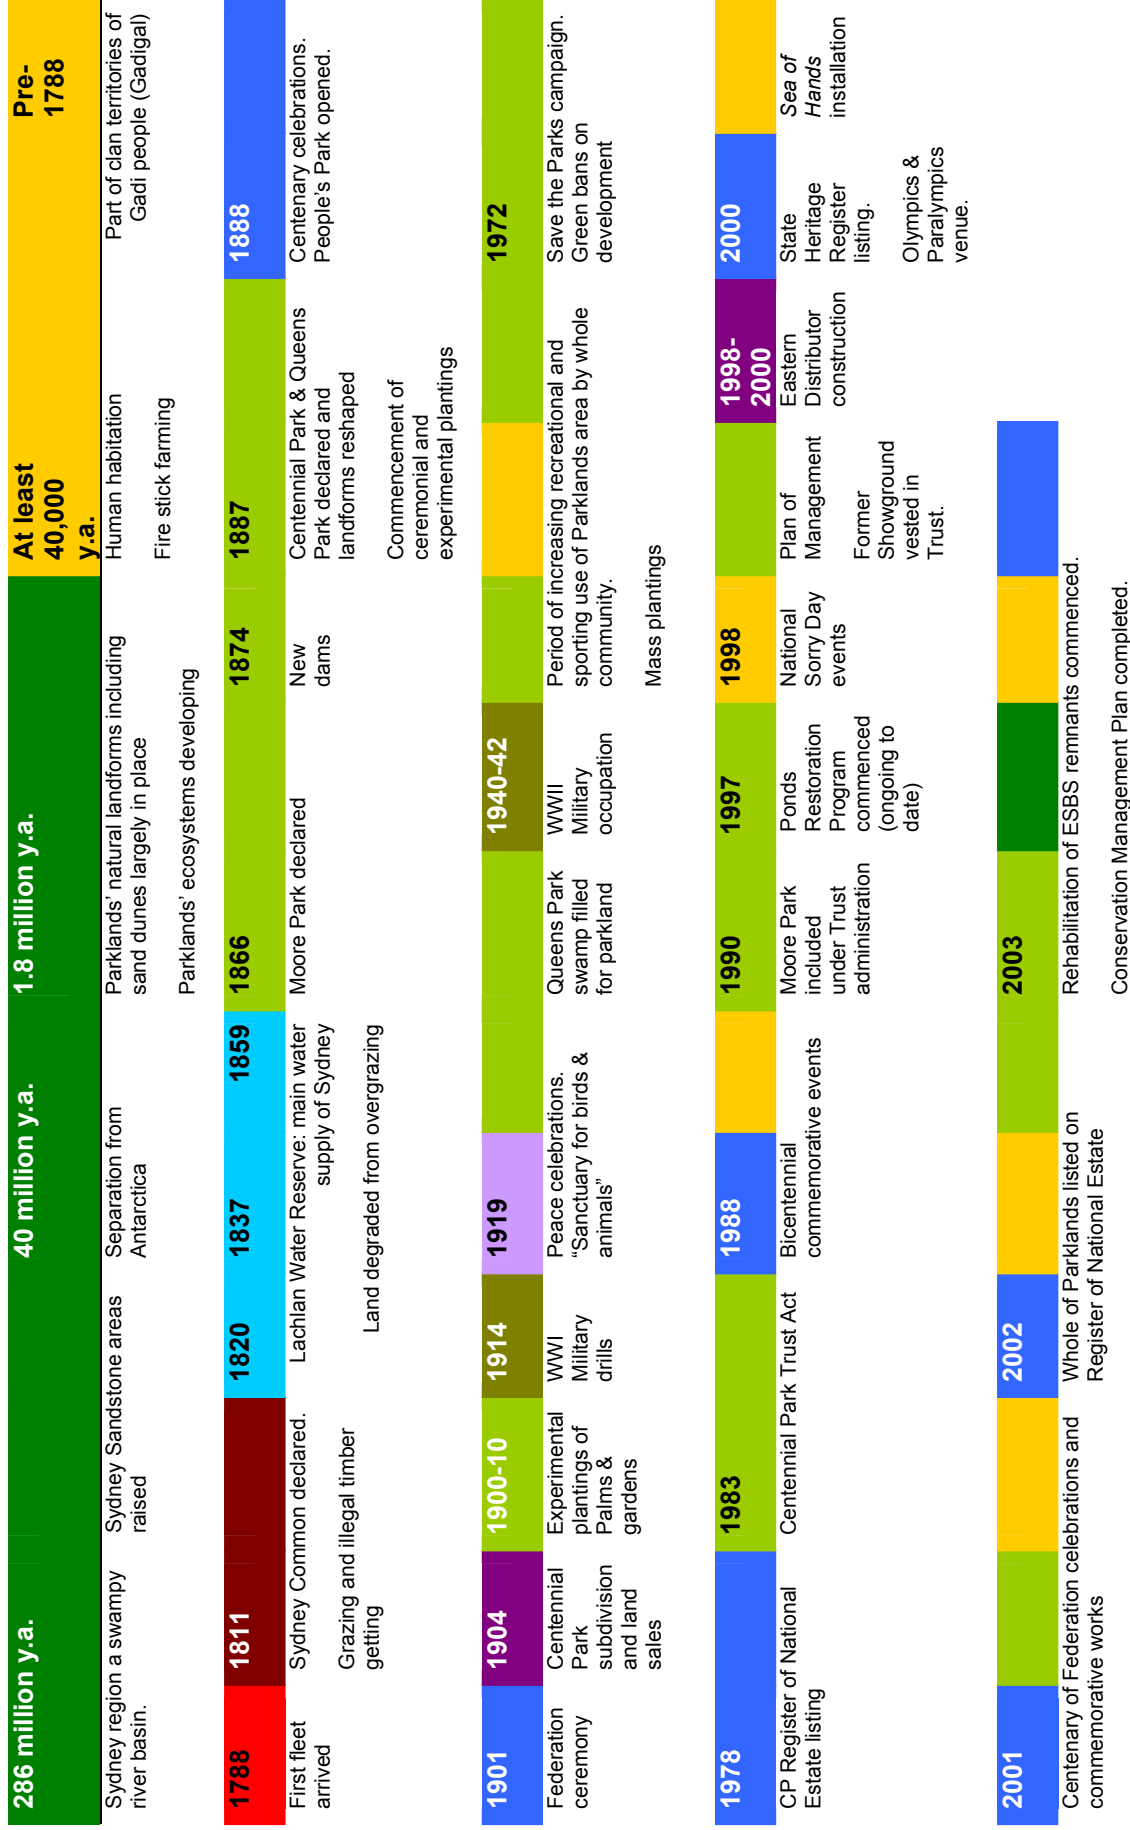 286 million y.a.
Sydney region a swampy
river basin.
Sydney Sandstone areas
raised
40 million y.a.
Separation from
Antarctica
1.8 million y.a.
Parklands’ natural landforms including
sand dunes largely in place
Parklands’ ecosystems developing
At least
40,000
y.a.
Human habitation
Fire stick farming
Pre-
1788
Part of clan territories of
Gadi people (Gadigal)
1788
First fleet
arrived
1811
Sydney Common declared.
Grazing and illegal timber
getting
1820
1837
1859
Lachlan Water Reserve: main water
supply of Sydney
Land degraded from overgrazing
1866
Moore Park declared
1874
New
dams
1887
Centennial Park & Queens
Park declared and
landforms reshaped
Commencement of
ceremonial and
experimental plantings
1888
Centenary celebrations.
People’s Park opened.
1901
Federation
ceremony
1904
Centennial
Park
subdivision
and land
sales
1900-10
Experimental
plantings of
Palms &
gardens
1914
WWI
Military
drills
1919
Peace celebrations.
“Sanctuary for birds &
animals”
Queens Park
swamp filled
for parkland
1940-42
WWII
Military
occupation
Period of increasing recreational and
sporting use of Parklands area by whole
community.
Mass plantings
1972
Save the Parks campaign.
Green bans on
development
1978
CP Register of National
Estate listing
1983
Centennial Park Trust Act
1988
Bicentennial
commemorative events
1990
Moore Park
included
under Trust
administration
1997
Ponds
Restoration
Program
commenced
(ongoing to
date)
1998
National
Sorry Day
events
Plan of
Management
Former
Showground
vested in
Trust.
1998-
2000
Eastern
Distributor
construction
2000
State
Heritage
Register
listing.
Olympics &
Paralympics
venue.
Sea of
Hands
installation
2001
Centenary of Federation celebrations and
commemorative works
2002
Whole of Parklands listed on
Register of National Estate
2003
Rehabilitation of ESBS remnants commenced.
Conservation Management Plan completed.